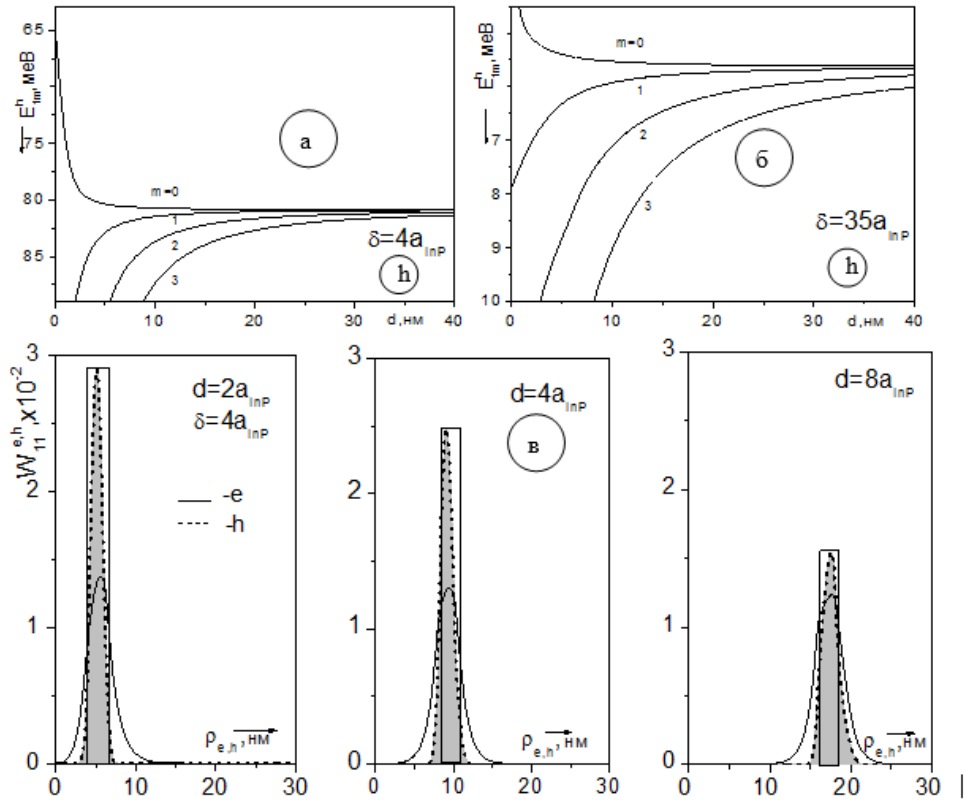 65
75
80
85
← E^h_1m, меВ
m=0
1
2
3
а
δ=4a_InP
h
0 10 20 30 40
d, нм
7
8
9
10
← E^h_1m, меВ
m=0
1
2
3
б
δ=35a_InP
h
0 10 20 30 40
d, нм
3
2
1
0
W_11^e,h, x10^-2
d=2a_InP
δ=4a_InP
-e
-h
ρ_e,h, нм
0 10 20 30
3
2
1
0
d=4a_InP
в
ρ_e,h, нм
0 10 20 30
3
2
1
0
d=8a_InP
ρ_e,h, нм
0 10 20 30